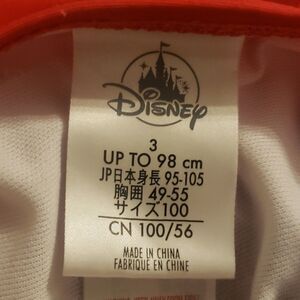 Disney
3
UP TO 98 cm
JP日本身長 95-105
胸囲 49-55
サイズ100
CN 100/56
MADE IN CHINA
FABRIQUÉ EN CHINE